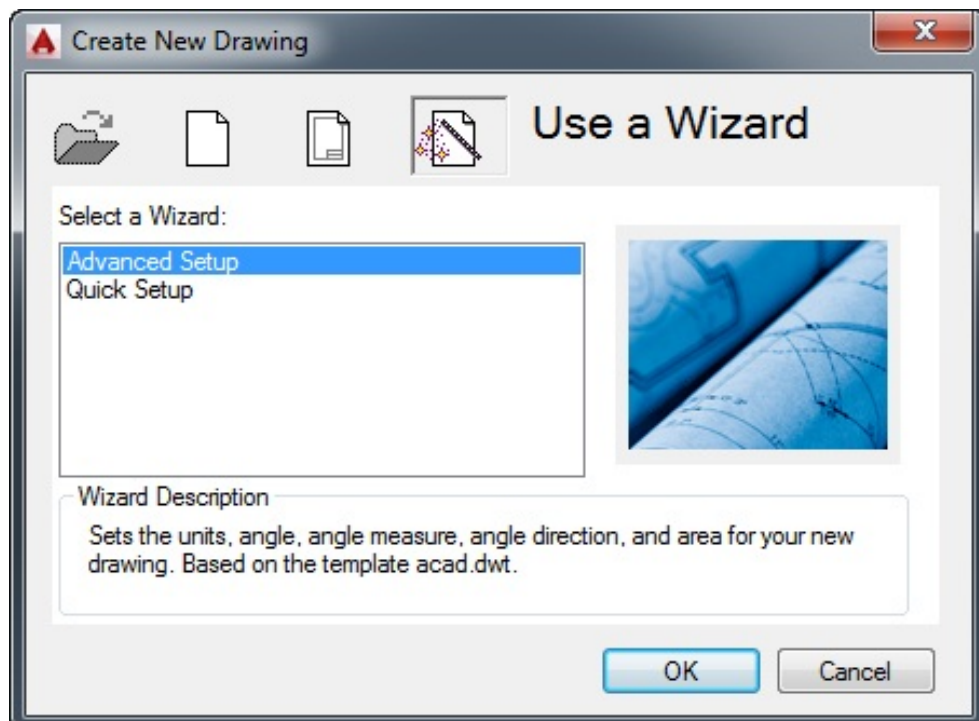 Create New Drawing
Use a Wizard
Select a Wizard:
Advanced Setup
Quick Setup
Wizard Description
Sets the units, angle, angle measure, angle direction, and area for your new
drawing. Based on the template acad.dwt.
OK
Cancel